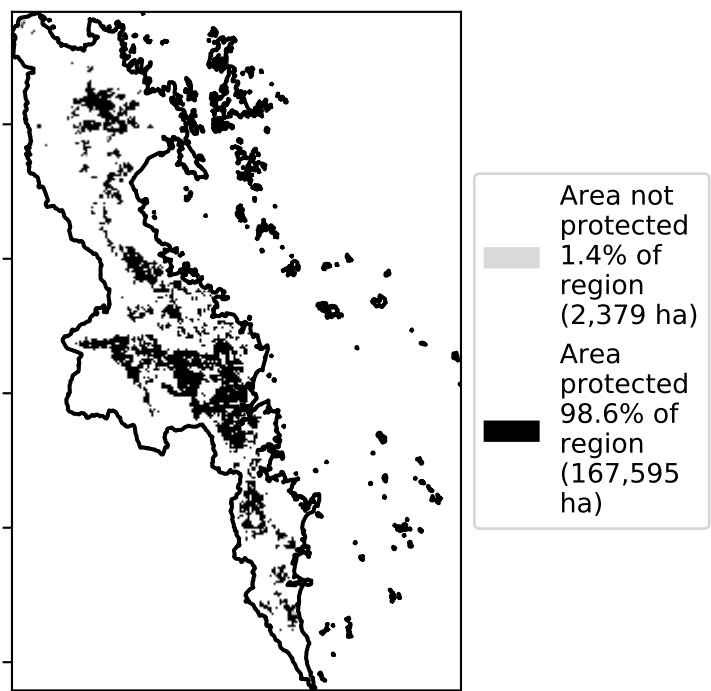 Area not
protected
1.4% of
region
(2,379 ha)
Area
protected
98.6% of
region
(167,595
ha)